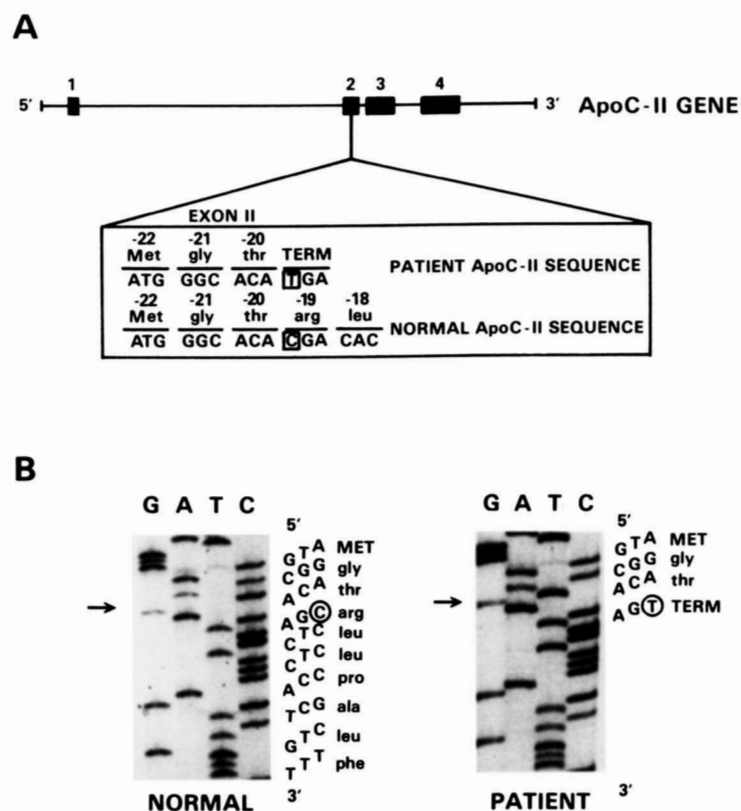 A
1 2 3 4
5' 3' ApoC-II GENE
EXON II
-22 -21 -20
Met gly thr TERM
ATG GGC ACA TGA
PATIENT ApoC-II SEQUENCE
-22 -21 -20 -19 -18
Met gly thr arg leu
ATG GGC ACA CGA CAC
NORMAL ApoC-II SEQUENCE
B
G A T C
5'
A T G MET
G G C gly
A C A thr
C G A arg
C T C leu
C T C leu
C C A pro
G C T ala
C T G leu
T T T phe
3'
NORMAL
G A T C
5'
A T G MET
G G C gly
A C A thr
T G A TERM
3'
PATIENT